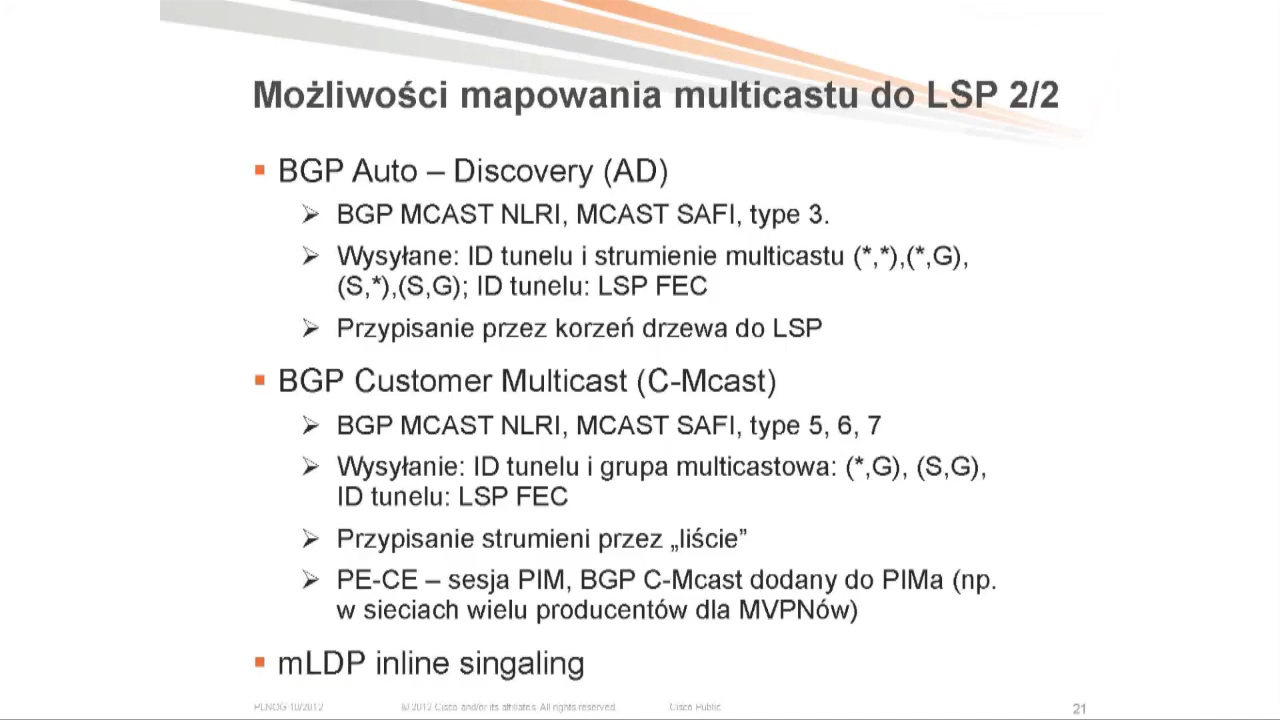 Możliwości mapowania multicastu do LSP 2/2
BGP Auto – Discovery (AD)
BGP MCAST NLRI, MCAST SAFI, type 3.
Wysyłane: ID tunelu i strumienie multicastu (*,*),(*,G),
(S,*),(S,G); ID tunelu: LSP FEC
Przypisanie przez korzeń drzewa do LSP
BGP Customer Multicast (C-Mcast)
BGP MCAST NLRI, MCAST SAFI, type 5, 6, 7
Wysyłanie: ID tunelu i grupa multicastowa: (*,G), (S,G),
ID tunelu: LSP FEC
Przypisanie strumieni przez „liście”
PE-CE – sesja PIM, BGP C-Mcast dodany do PIMa (np.
w sieciach wielu producentów dla MVPNów)
mLDP inline singaling
PLNOG 10/2012 © 2012 Cisco and/or its affiliates. All rights reserved. Cisco Public 21